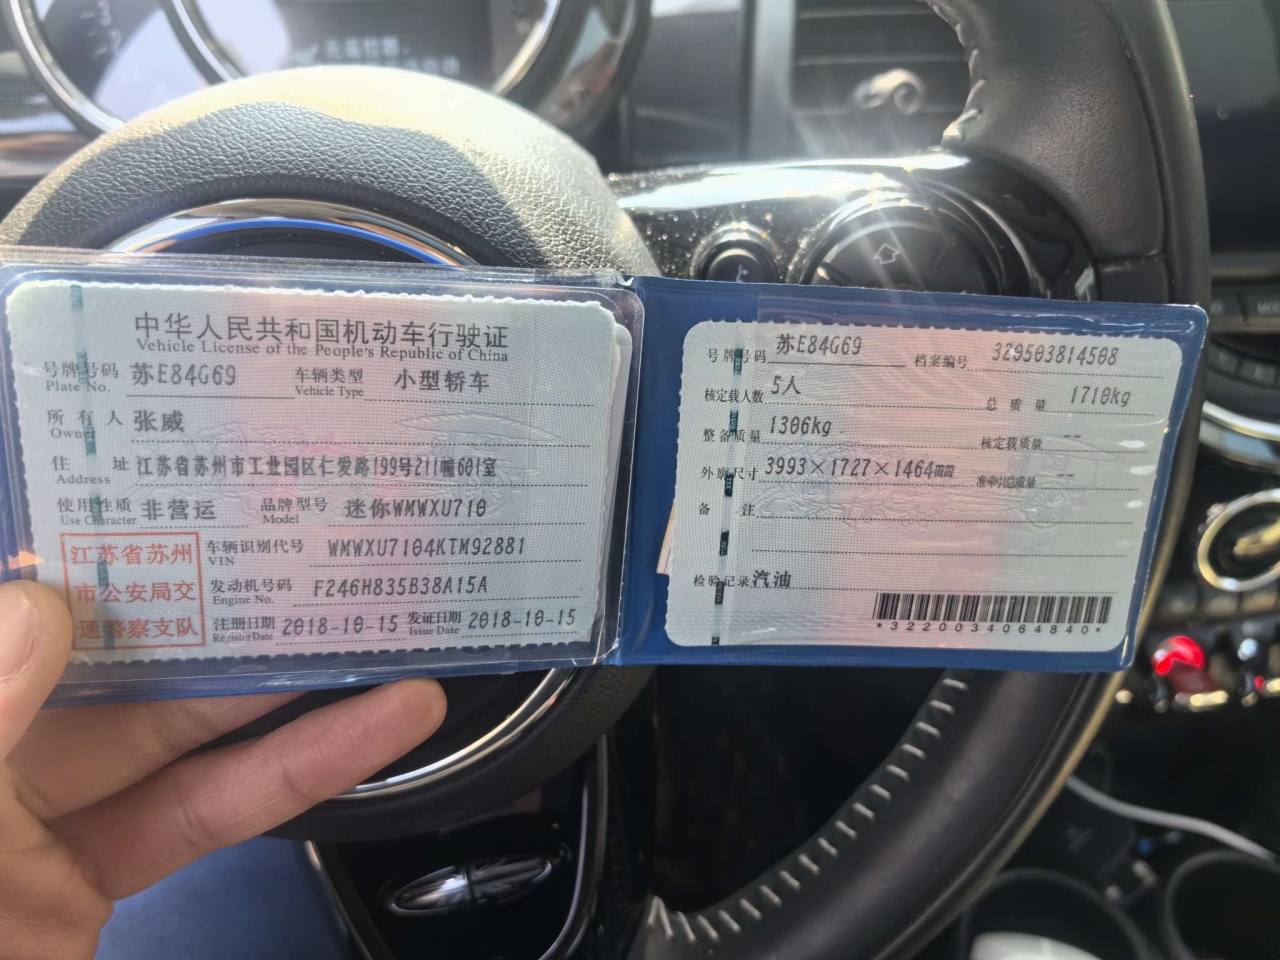 中华人民共和国机动车行驶证
Vehicle License of the People's Republic of China
号牌号码 苏E84G69 车辆类型 小型轿车
Plate No. Vehicle Type
所有人 张威
Owner
住址 江苏省苏州市工业园区仁爱路199号211幢601室
Address
使用性质 非营运 品牌型号 迷你WMWXU710
Use Character Model
江苏省苏州
市公安局交
通警察支队
车辆识别代号 WMWXU7104KTM92881
VIN
发动机号码 F246H835B38A15A
Engine No.
注册日期 2018-10-15 发证日期 2018-10-15
Register Date Issue Date
号牌号码 苏E84G69 档案编号 320503814508
核定载人数 5人 总质量 1710kg
整备质量 1306kg 核定载质量 --
外廓尺寸 3993×1727×1464mm 准牵引总质量 --
备注
检验记录 汽油
*3220034064840*